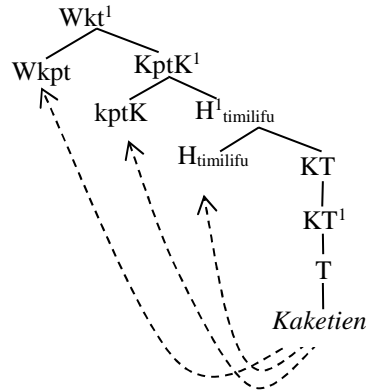 Wkt¹
Wkpt KptK¹
kptK H¹timilifu
Htimilifu KT
KT¹
T
Kaketien